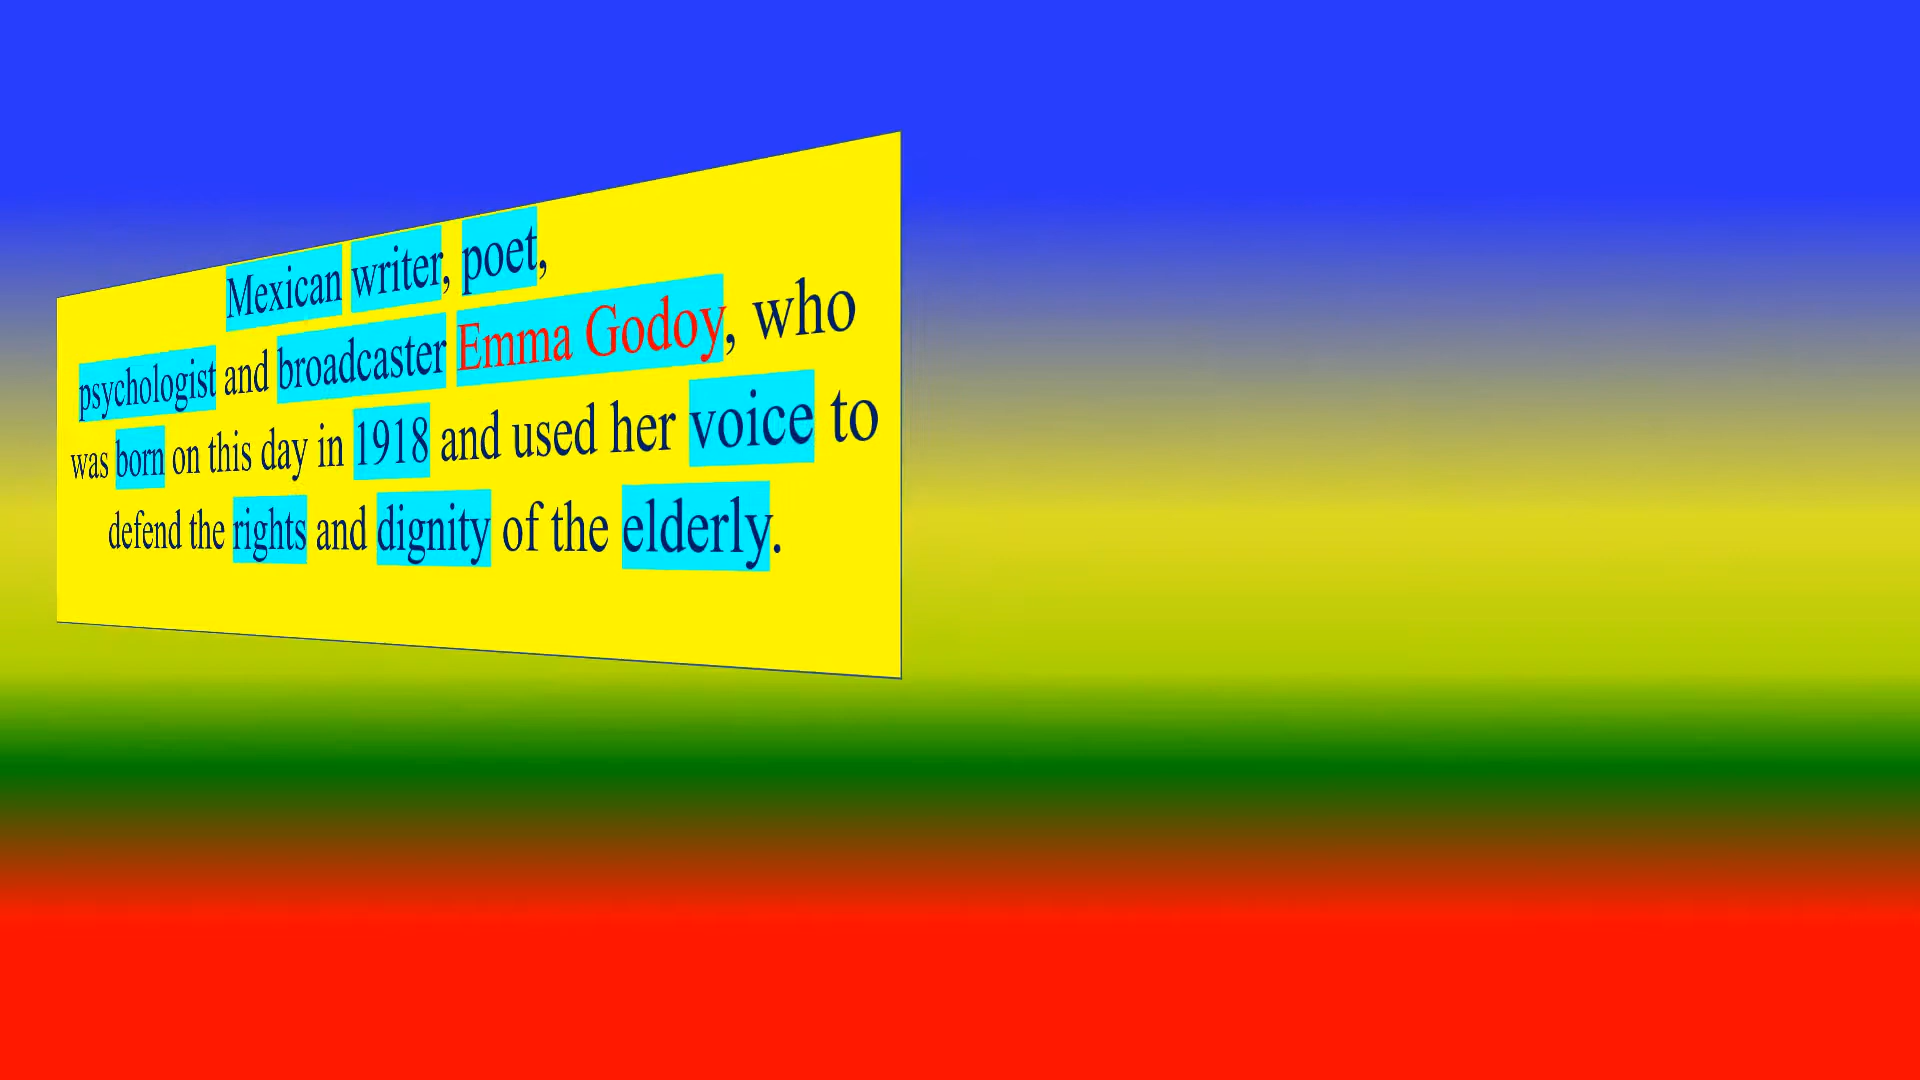 Mexican writer, poet,
psychologist and broadcaster Emma Godoy, who
was born on this day in 1918 and used her voice to
defend the rights and dignity of the elderly.